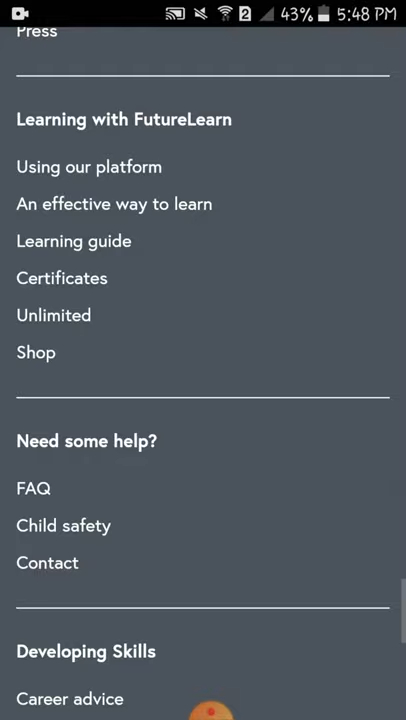 2 43% 5:48 PM
Press
Learning with FutureLearn
Using our platform
An effective way to learn
Learning guide
Certificates
Unlimited
Shop
Need some help?
FAQ
Child safety
Contact
Developing Skills
Career advice